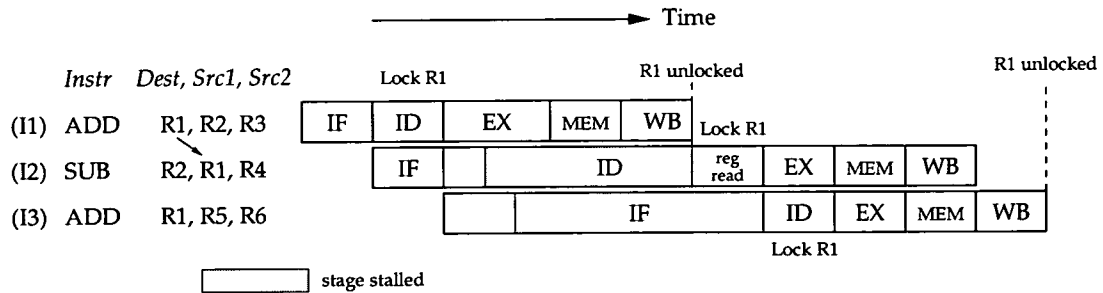 Time
Instr Dest, Src1, Src2 Lock R1 R1 unlocked R1 unlocked
(I1) ADD R1, R2, R3 IF ID EX MEM WB Lock R1
(I2) SUB R2, R1, R4 IF ID reg read EX MEM WB
(I3) ADD R1, R5, R6 IF ID EX MEM WB
Lock R1
stage stalled